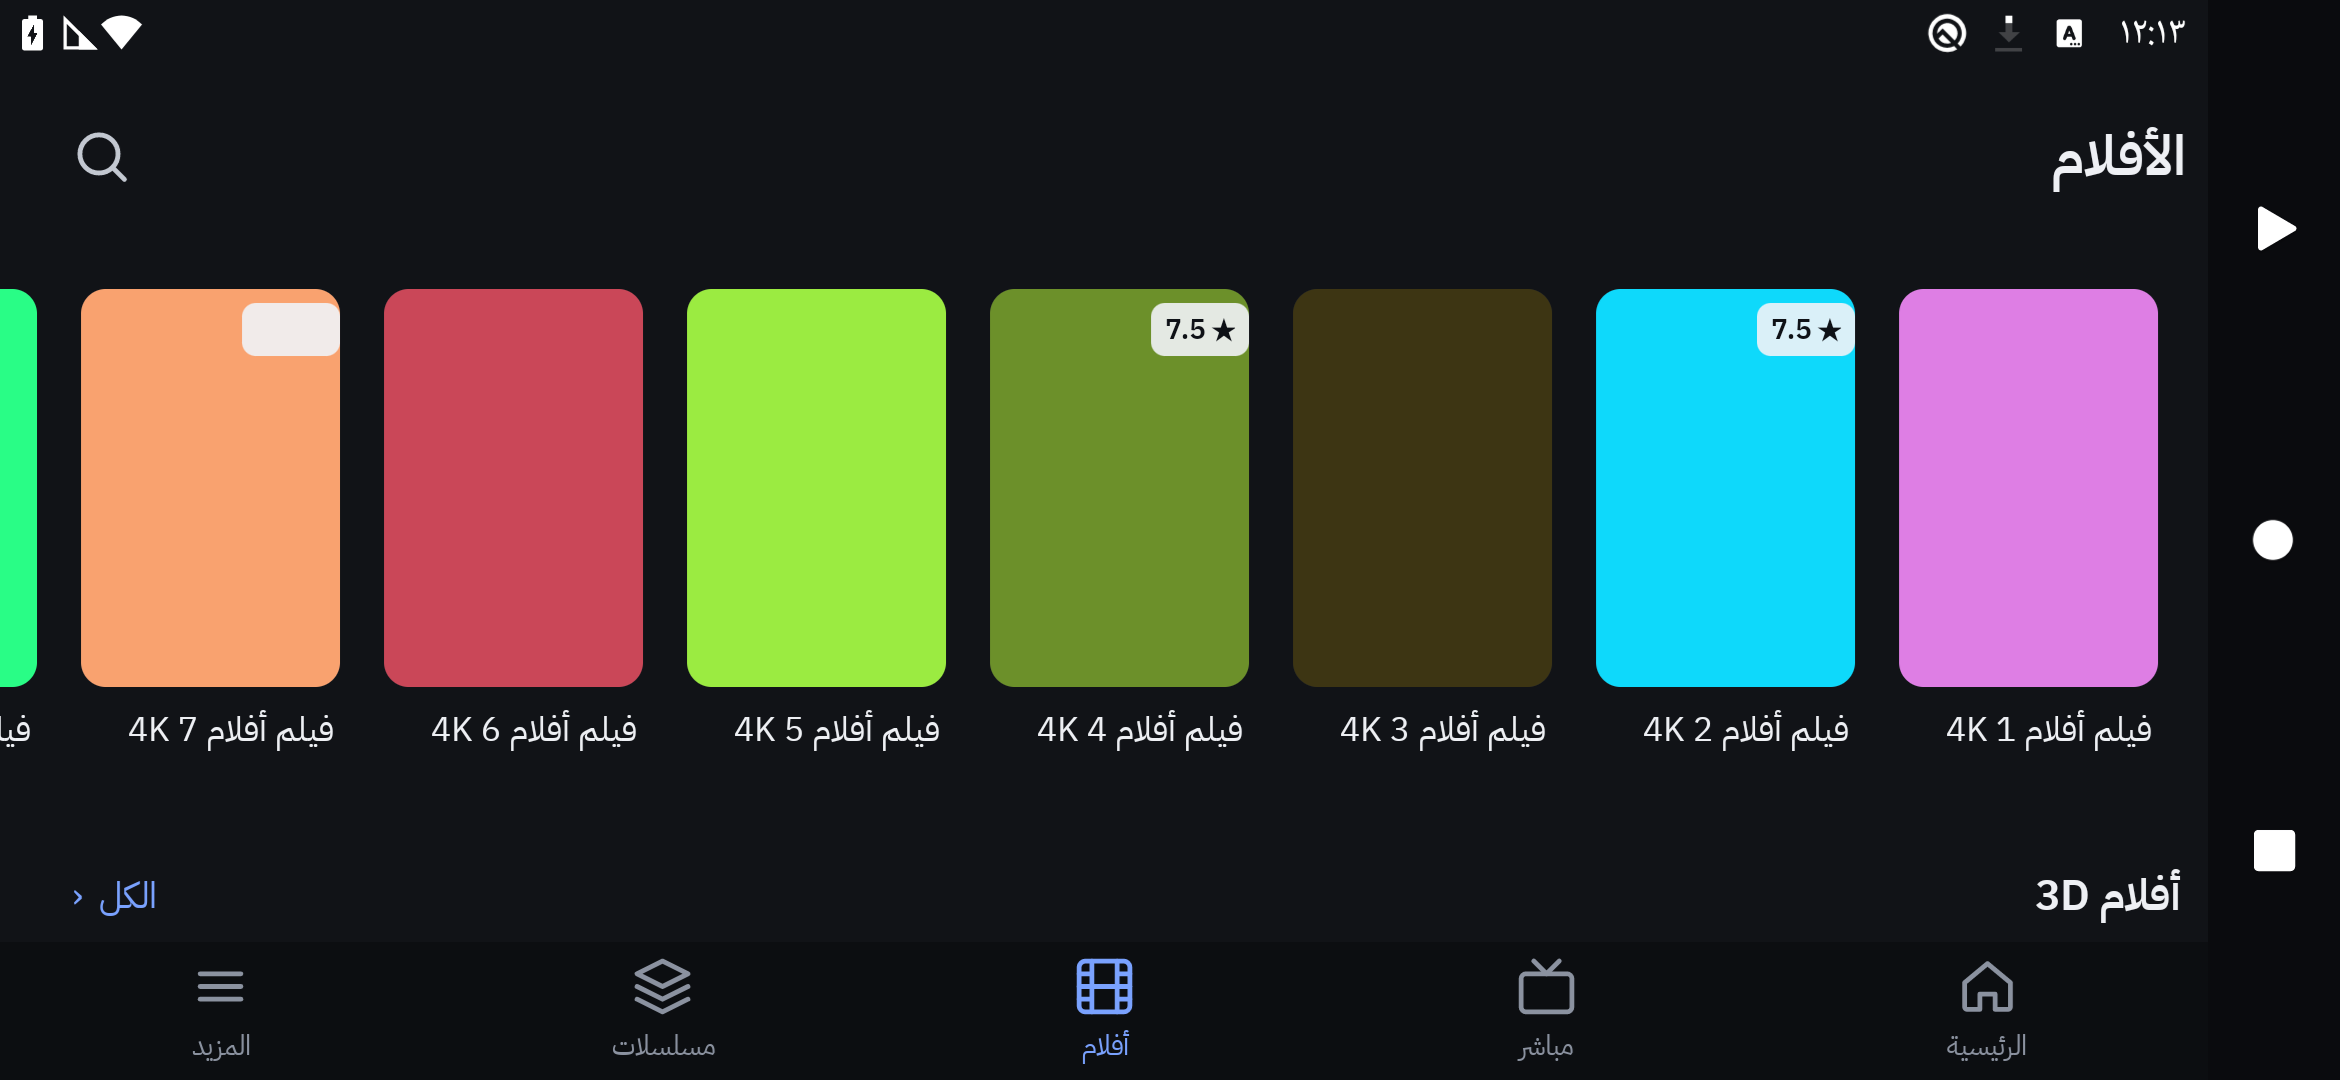 ١٢:١٣
الأفلام
7.5 ★
7.5 ★
فيلم أفلام 4K 1
فيلم أفلام 4K 2
فيلم أفلام 4K 3
فيلم أفلام 4K 4
فيلم أفلام 4K 5
فيلم أفلام 4K 6
فيلم أفلام 4K 7
أفلام 3D
الكل ›
الرئيسية
مباشر
أفلام
مسلسلات
المزيد